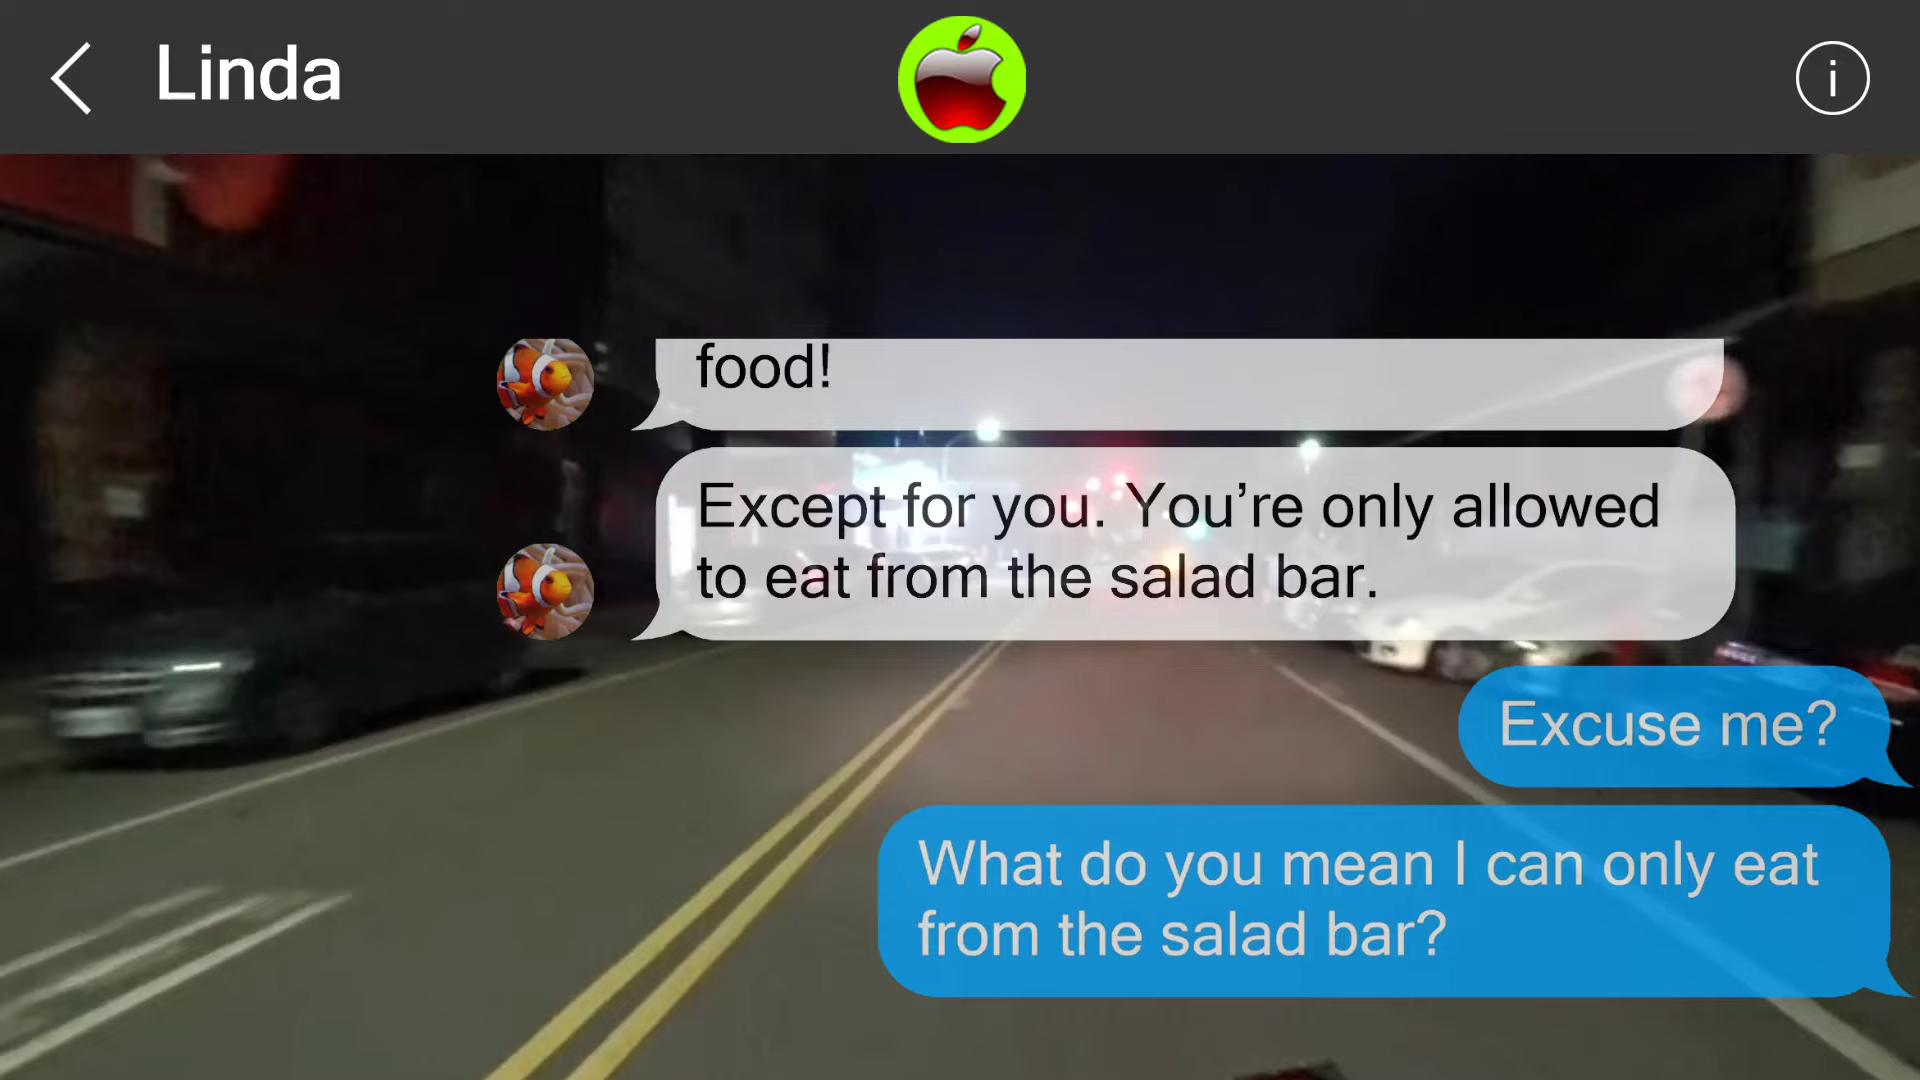 Linda
food!
Except for you. You’re only allowed
to eat from the salad bar.
Excuse me?
What do you mean I can only eat
from the salad bar?